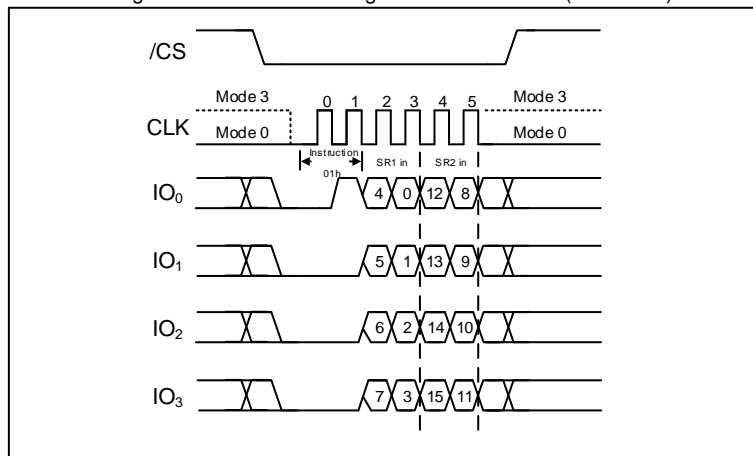 /CS
Mode 3 0 1 2 3 4 5 Mode 3
CLK Mode 0 Mode 0
Instruction SR1 in SR2 in
01h
IO0 4 0 12 8
IO1 5 1 13 9
IO2 6 2 14 10
IO3 7 3 15 11